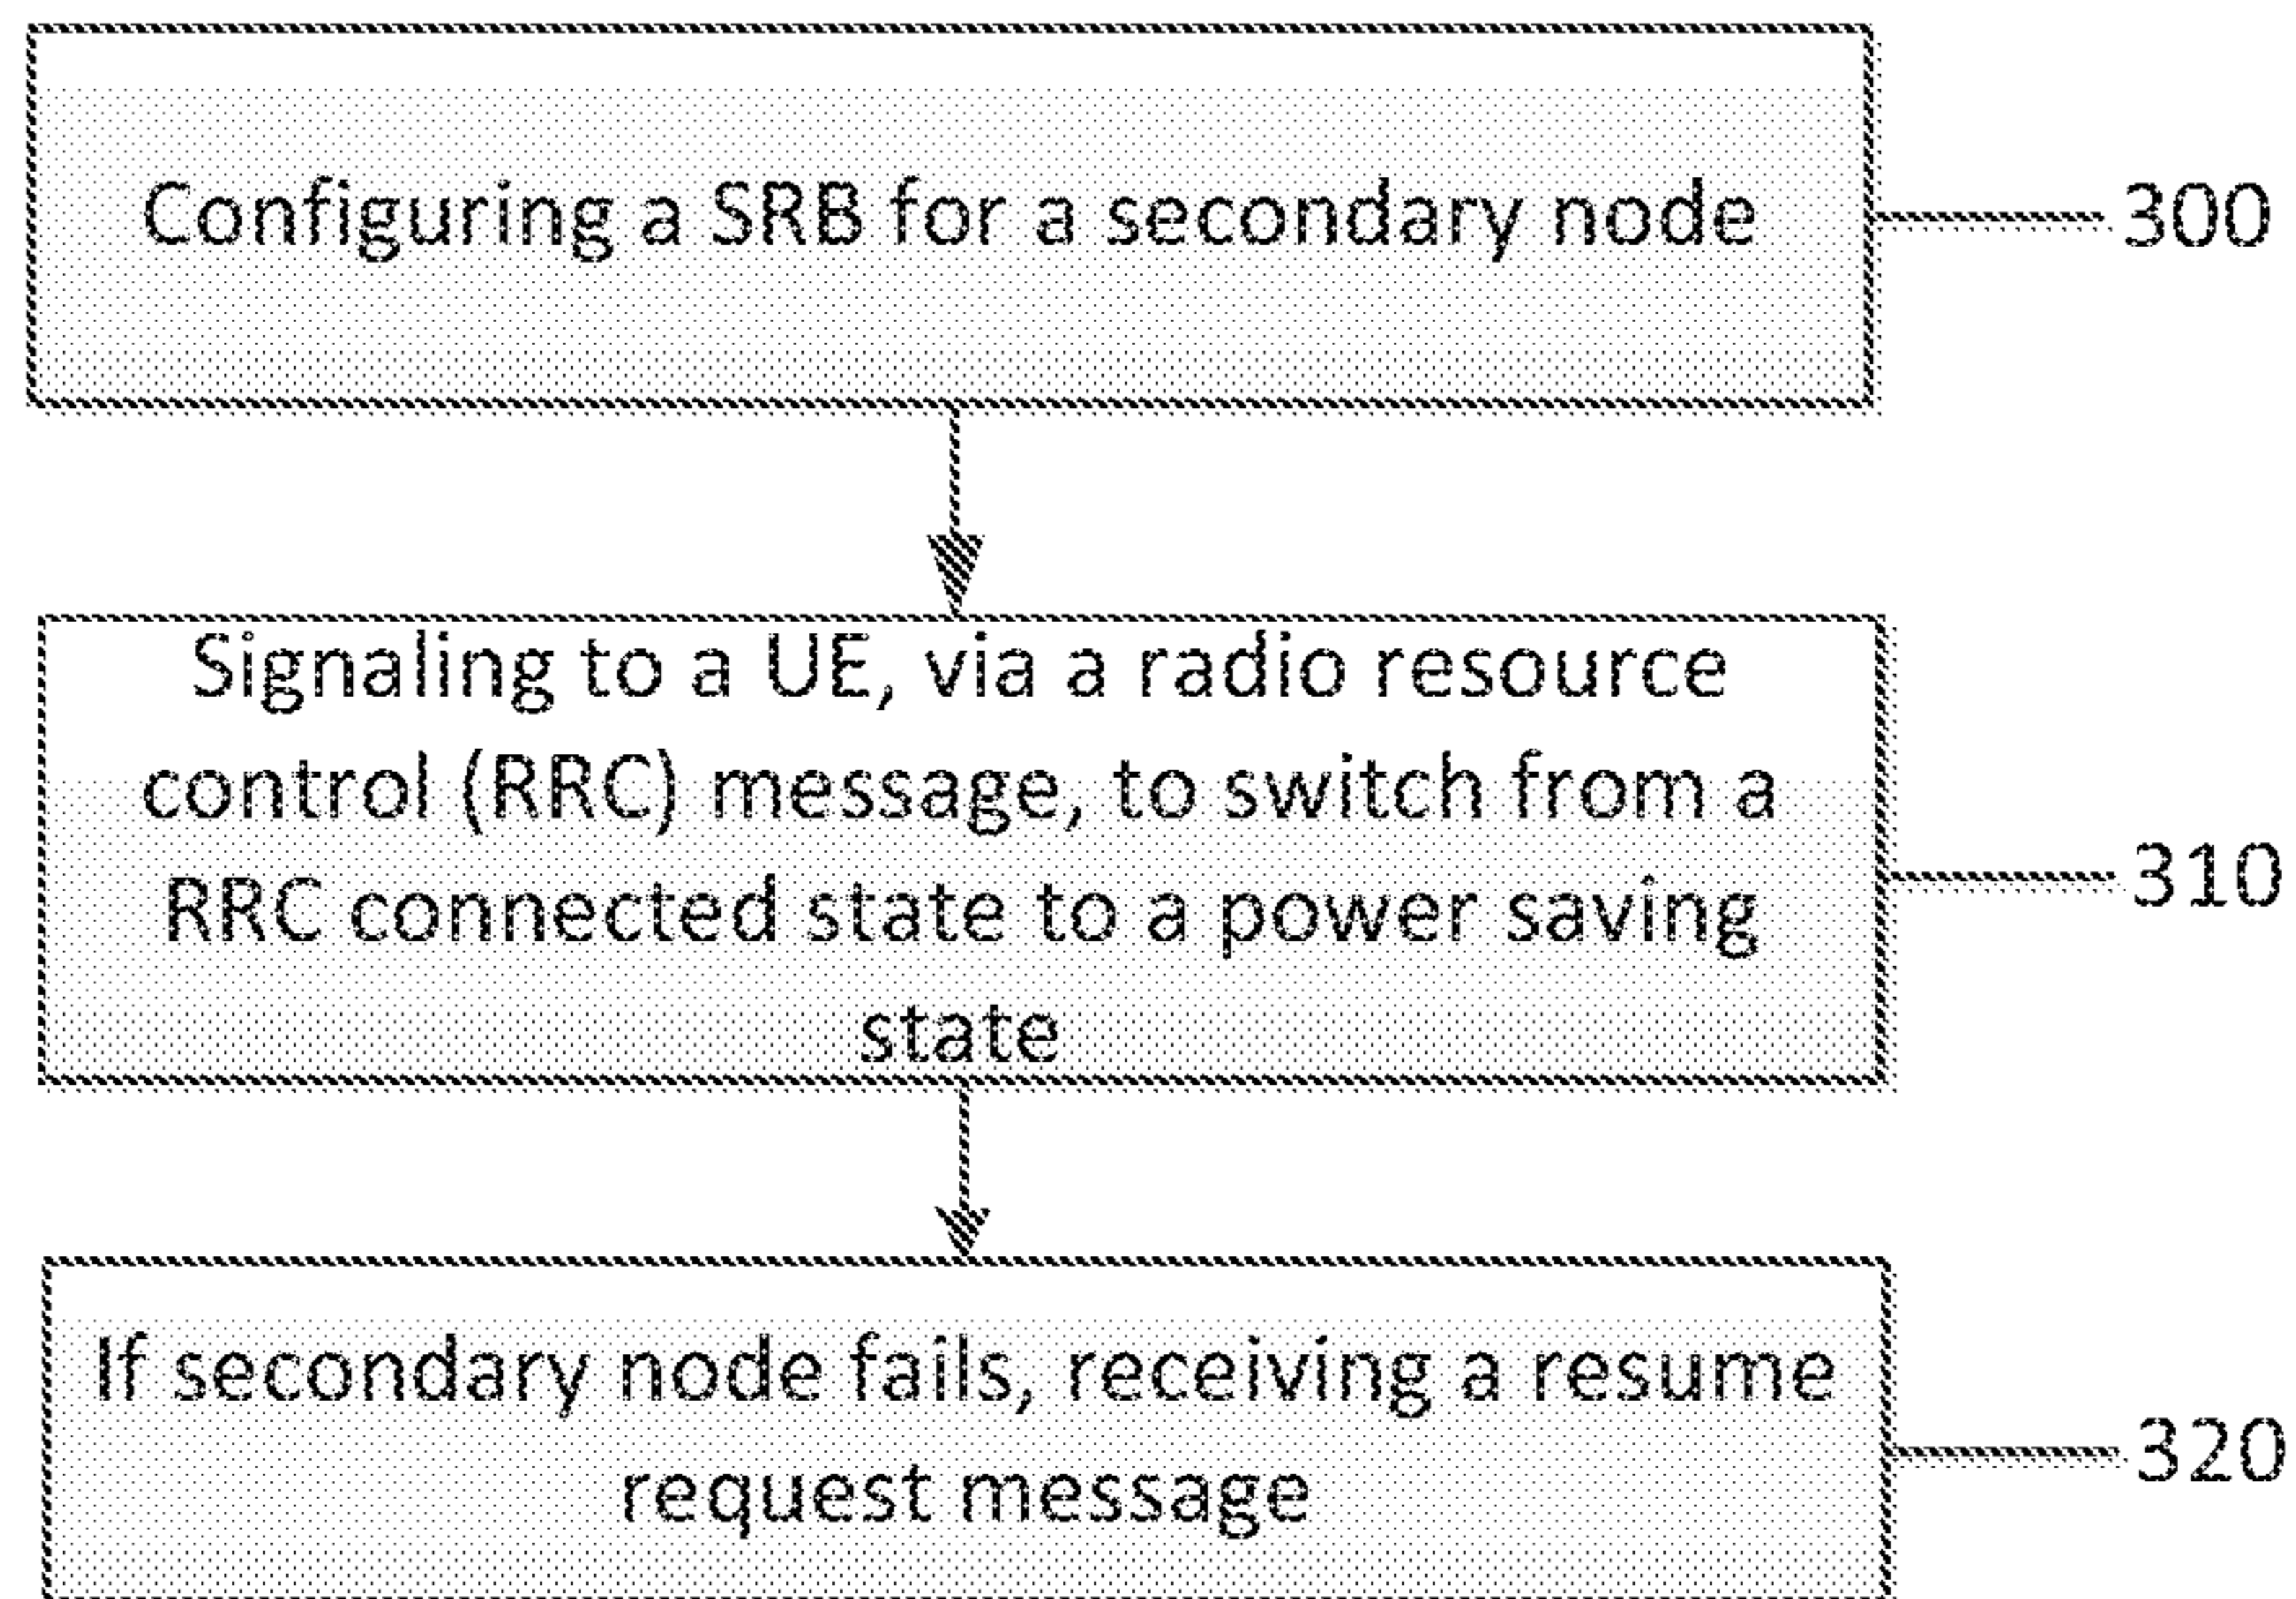 Configuring a SRB for a secondary node
300
Signaling to a UE, via a radio resource
control (RRC) message, to switch from a
RRC connected state to a power saving
state
310
If secondary node fails, receiving a resume
request message
320